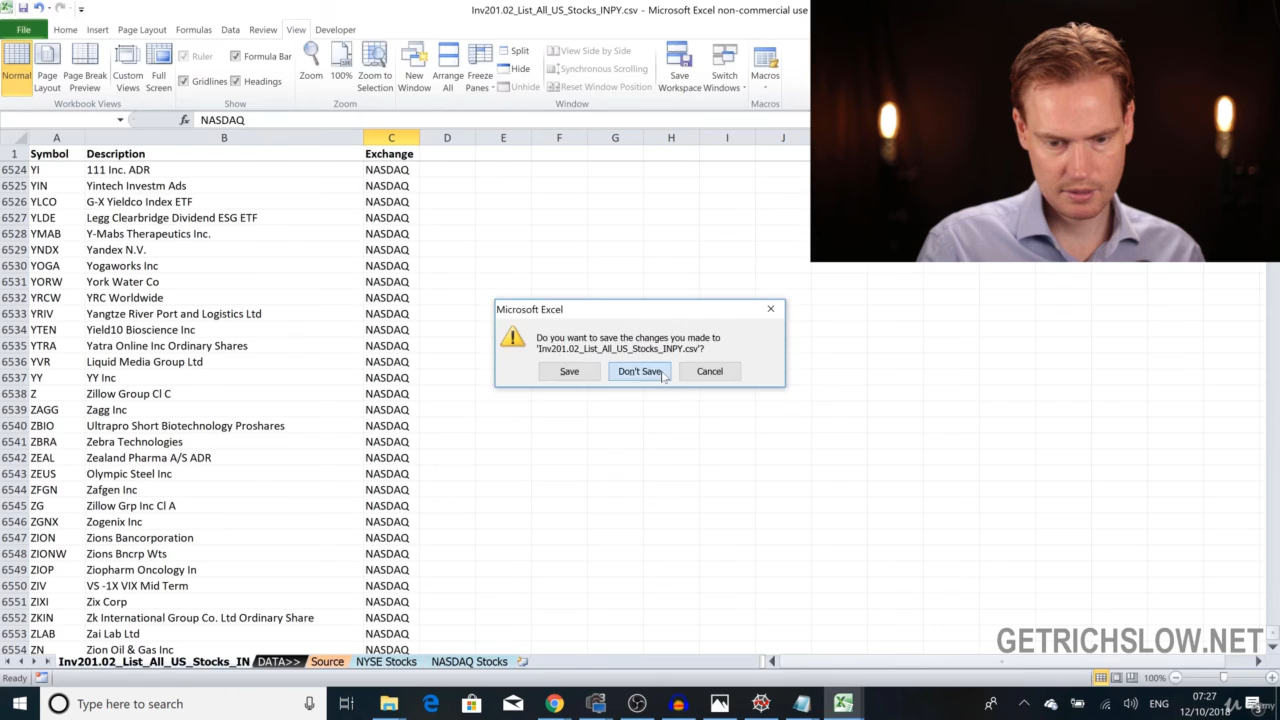 Inv201.02_List_All_US_Stocks_INPY.csv - Microsoft Excel non-commercial use
File Home Insert Page Layout Formulas Data Review View Developer
Normal Page Layout Page Break Preview Custom Views Full Screen
Workbook Views
Ruler Formula Bar
Gridlines Headings
Show
Zoom 100% Zoom to Selection
Zoom
New Window Arrange All Freeze Panes
Split
Hide
Unhide
View Side by Side
Synchronous Scrolling
Reset Window Position
Window
Save Workspace Switch Windows
Macros
Macros
fx NASDAQ
A B C D E F G H I J
1 Symbol Description Exchange
6524 YI 111 Inc. ADR NASDAQ
6525 YIN Yintech Investm Ads NASDAQ
6526 YLCO G-X Yieldco Index ETF NASDAQ
6527 YLDE Legg Clearbridge Dividend ESG ETF NASDAQ
6528 YMAB Y-Mabs Therapeutics Inc. NASDAQ
6529 YNDX Yandex N.V. NASDAQ
6530 YOGA Yogaworks Inc NASDAQ
6531 YORW York Water Co NASDAQ
6532 YRCW YRC Worldwide NASDAQ
6533 YRIV Yangtze River Port and Logistics Ltd NASDAQ
6534 YTEN Yield10 Bioscience Inc NASDAQ
6535 YTRA Yatra Online Inc Ordinary Shares NASDAQ
6536 YVR Liquid Media Group Ltd NASDAQ
6537 YY YY Inc NASDAQ
6538 Z Zillow Group Cl C NASDAQ
6539 ZAGG Zagg Inc NASDAQ
6540 ZBIO Ultrapro Short Biotechnology Proshares NASDAQ
6541 ZBRA Zebra Technologies NASDAQ
6542 ZEAL Zealand Pharma A/S ADR NASDAQ
6543 ZEUS Olympic Steel Inc NASDAQ
6544 ZFGN Zafgen Inc NASDAQ
6545 ZG Zillow Grp Inc Cl A NASDAQ
6546 ZGNX Zogenix Inc NASDAQ
6547 ZION Zions Bancorporation NASDAQ
6548 ZIONW Zions Bncrp Wts NASDAQ
6549 ZIOP Ziopharm Oncology In NASDAQ
6550 ZIV VS -1X VIX Mid Term NASDAQ
6551 ZIXI Zix Corp NASDAQ
6552 ZKIN Zk International Group Co. Ltd Ordinary Share NASDAQ
6553 ZLAB Zai Lab Ltd NASDAQ
6554 ZN Zion Oil & Gas Inc NASDAQ
Microsoft Excel
Do you want to save the changes you made to
'Inv201.02_List_All_US_Stocks_INPY.csv'?
Save Don't Save Cancel
GETRICHSLOW.NET
Inv201.02_List_All_US_Stocks_IN DATA>> Source NYSE Stocks NASDAQ Stocks
Ready 100%
Type here to search
ENG
07:27
12/10/2018